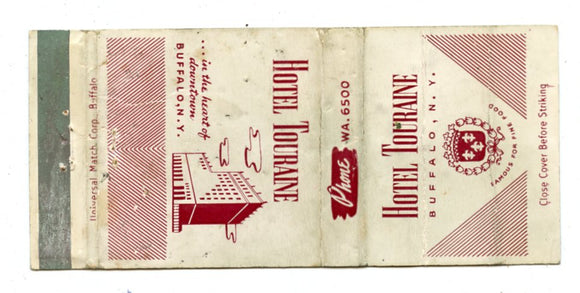 Universal Match Corp. Buffalo
...in the heart of
downtown
BUFFALO, N.Y.
HOTEL TOURAINE
Phone WA. 6500
HOTEL TOURAINE
BUFFALO, N.Y.
FAMOUS FOR FINE FOOD
Close Cover Before Striking